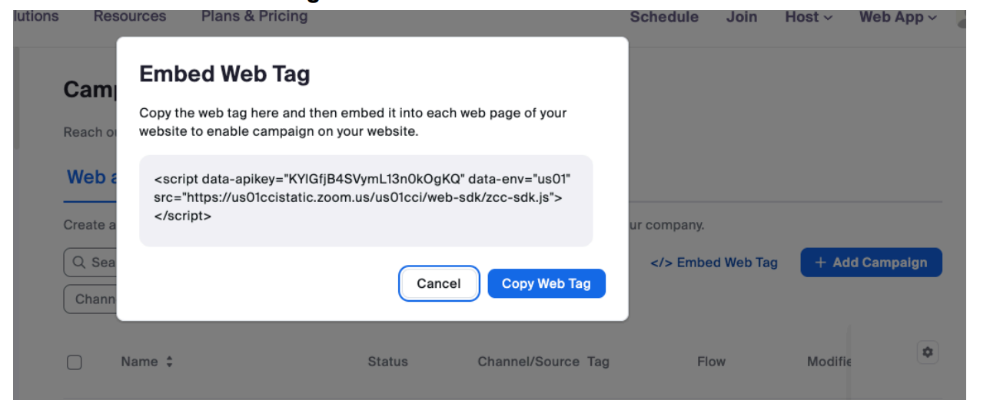 lutions Resources Plans & Pricing Schedule Join Host Web App
Embed Web Tag
Copy the web tag here and then embed it into each web page of your
website to enable campaign on your website.
<script data-apikey="KYlGfjB4SVymL13n0kOgKQ" data-env="us01"
src="https://us01ccistatic.zoom.us/us01cci/web-sdk/zcc-sdk.js">
</script>
Cancel Copy Web Tag
Cam
Reach o
Web a
Create a ur company.
Sea </> Embed Web Tag + Add Campaign
Chann
Name Status Channel/Source Tag Flow Modifie